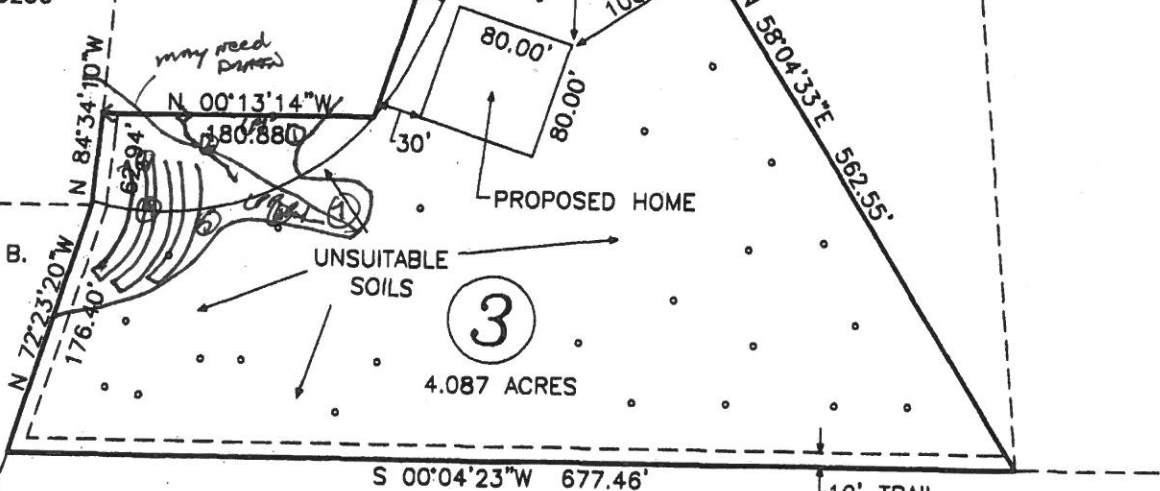 100
80.00'
80.00'
may need
N 84°34'10"W
62.94'
N 00°13'14"W
180.88
30'
PROPOSED HOME
N 58°04'33"E 562.55'
B.
UNSUITABLE
SOILS
1
3
4.087 ACRES
N 72°23'20"W
176.40'
S 00°04'23"W 677.46'
10' TRAIL